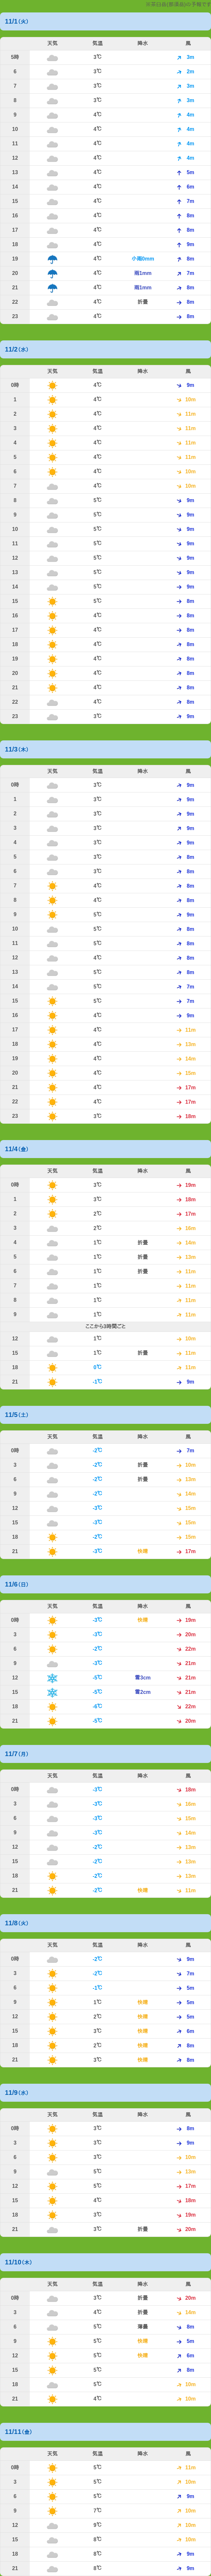 11/1(火)
天気 気温 降水 風
5時 3℃ 3m
6 3℃ 2m
7 3℃ 3m
8 3℃ 3m
9 4℃ 4m
10 4℃ 4m
11 4℃ 4m
12 4℃ 4m
13 4℃ 5m
14 4℃ 6m
15 4℃ 7m
16 4℃ 8m
17 4℃ 8m
18 4℃ 9m
19 4℃ 小雨0mm 8m
20 4℃ 雨1mm 7m
21 4℃ 雨1mm 8m
22 4℃ 折曇 8m
23 4℃ 8m
11/2(水)
天気 気温 降水 風
0時 4℃ 9m
1 4℃ 10m
2 4℃ 11m
3 4℃ 11m
4 4℃ 11m
5 4℃ 11m
6 4℃ 10m
7 4℃ 10m
8 5℃ 9m
9 5℃ 9m
10 5℃ 9m
11 5℃ 9m
12 5℃ 9m
13 5℃ 9m
14 5℃ 9m
15 5℃ 8m
16 4℃ 8m
17 4℃ 8m
18 4℃ 8m
19 4℃ 8m
20 4℃ 8m
21 4℃ 8m
22 4℃ 8m
23 3℃ 9m
11/3(木)
天気 気温 降水 風
0時 3℃ 9m
1 3℃ 9m
2 3℃ 9m
3 3℃ 9m
4 3℃ 9m
5 3℃ 8m
6 3℃ 8m
7 4℃ 8m
8 4℃ 8m
9 5℃ 9m
10 5℃ 8m
11 5℃ 8m
12 4℃ 8m
13 5℃ 8m
14 5℃ 7m
15 5℃ 7m
16 4℃ 9m
17 4℃ 11m
18 4℃ 13m
19 4℃ 14m
20 4℃ 15m
21 4℃ 17m
22 4℃ 17m
23 3℃ 18m
11/4(金)
天気 気温 降水 風
0時 3℃ 19m
1 3℃ 18m
2 2℃ 17m
3 2℃ 16m
4 1℃ 折曇 14m
5 1℃ 折曇 13m
6 1℃ 折曇 11m
7 1℃ 11m
8 1℃ 11m
9 1℃ 11m
ここから3時間ごと
12 1℃ 10m
15 1℃ 折曇 11m
18 0℃ 11m
21 -1℃ 9m
11/5(土)
天気 気温 降水 風
0時 -2℃ 7m
3 -2℃ 折曇 10m
6 -2℃ 折曇 13m
9 -2℃ 14m
12 -3℃ 15m
15 -3℃ 15m
18 -2℃ 15m
21 -3℃ 快晴 17m
11/6(日)
天気 気温 降水 風
0時 -3℃ 快晴 19m
3 -3℃ 20m
6 -2℃ 22m
9 -3℃ 21m
12 -5℃ 雪3cm 21m
15 -5℃ 雪2cm 21m
18 -6℃ 22m
21 -5℃ 20m
11/7(月)
天気 気温 降水 風
0時 -3℃ 18m
3 -3℃ 16m
6 -3℃ 15m
9 -3℃ 14m
12 -2℃ 13m
15 -2℃ 13m
18 -2℃ 13m
21 -2℃ 快晴 11m
11/8(火)
天気 気温 降水 風
0時 -2℃ 9m
3 -2℃ 7m
6 -1℃ 5m
9 1℃ 快晴 5m
12 2℃ 快晴 5m
15 3℃ 快晴 6m
18 2℃ 快晴 8m
21 3℃ 快晴 8m
11/9(水)
天気 気温 降水 風
0時 3℃ 8m
3 3℃ 9m
6 3℃ 10m
9 5℃ 13m
12 5℃ 17m
15 4℃ 18m
18 3℃ 19m
21 3℃ 折曇 20m
11/10(木)
天気 気温 降水 風
0時 3℃ 折曇 20m
3 4℃ 折曇 14m
6 5℃ 薄曇 8m
9 5℃ 快晴 5m
12 5℃ 快晴 6m
15 5℃ 8m
18 5℃ 10m
21 4℃ 10m
11/11(金)
天気 気温 降水 風
0時 5℃ 11m
3 5℃ 10m
6 5℃ 9m
9 7℃ 10m
12 9℃ 10m
15 8℃ 10m
18 8℃ 9m
21 8℃ 9m